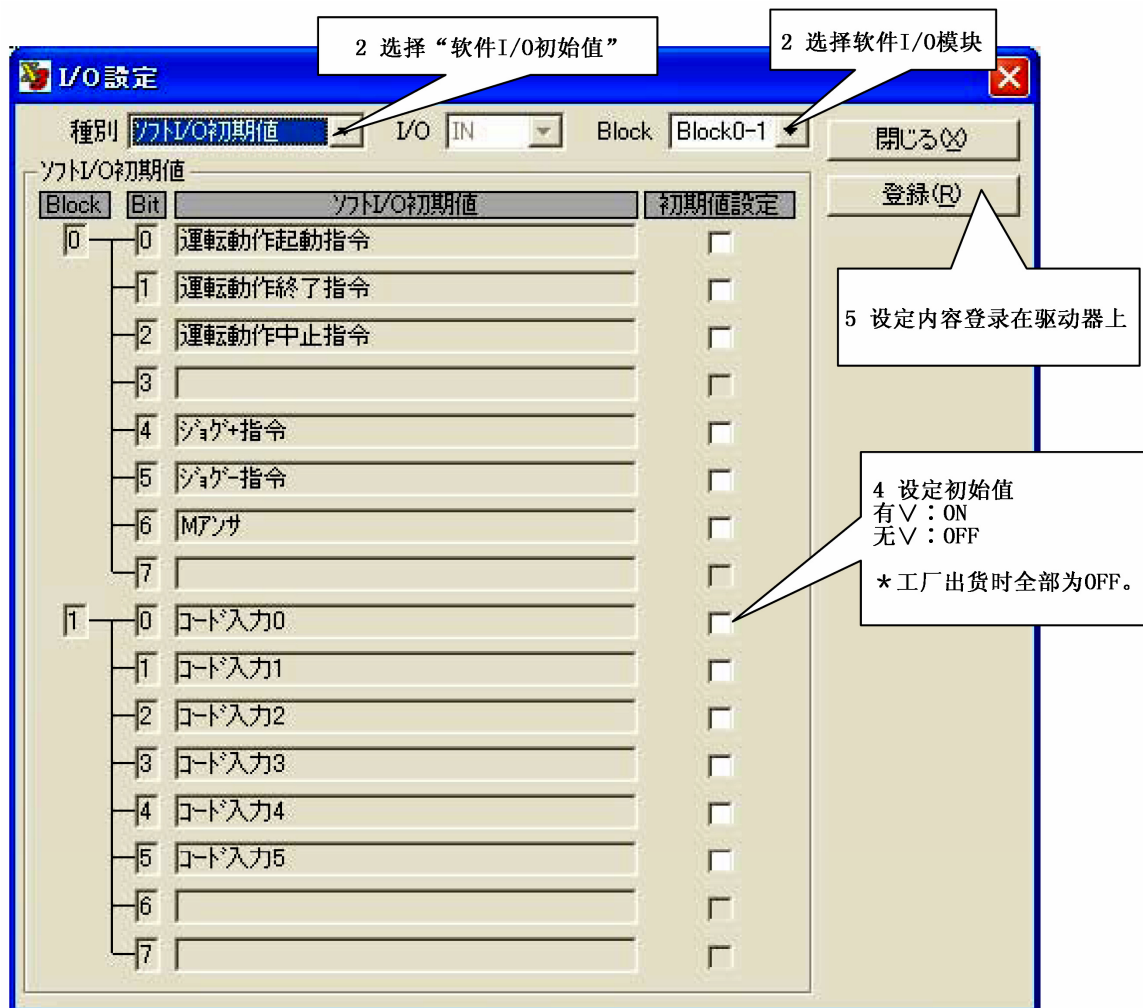 2 选择“软件I/O初始值”
2 选择软件I/O模块
I/O設定
種別 ｿﾌﾄI/O初期値 I/O IN Block Block0-1
閉じる(X)
ｿﾌﾄI/O初期値
登録(R)
Block Bit ｿﾌﾄI/O初期値 初期値設定
0 0 運転動作起動指令
1 運転動作終了指令
2 運転動作中止指令
5 设定内容登录在驱动器上
3
4 ｼﾞｮｸﾞ+指令
5 ｼﾞｮｸﾞ-指令
6 Mｱﾝｻ
7
4 设定初始值
有∨：ON
无∨：OFF
＊工厂出货时全部为OFF。
1 0 ｺｰﾄﾞ入力0
1 ｺｰﾄﾞ入力1
2 ｺｰﾄﾞ入力2
3 ｺｰﾄﾞ入力3
4 ｺｰﾄﾞ入力4
5 ｺｰﾄﾞ入力5
6
7